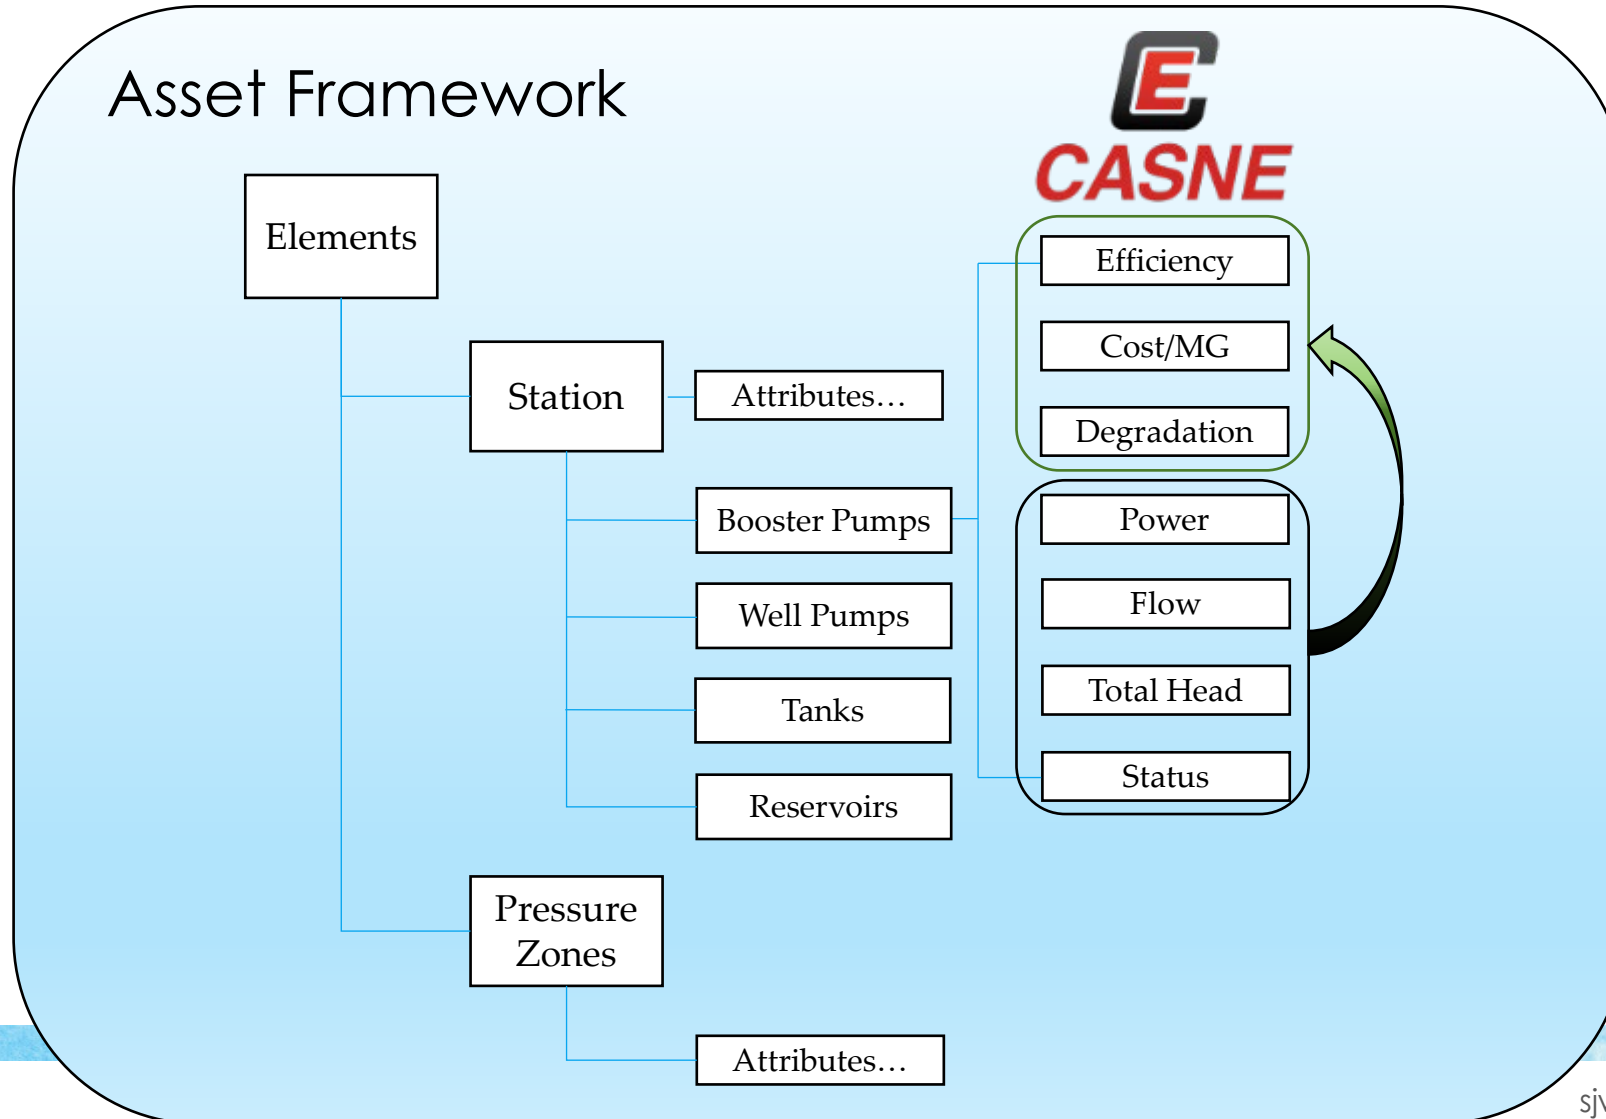 Asset Framework
CASNE
Elements
Efficiency
Cost/MG
Station
Attributes…
Degradation
Booster Pumps
Power
Well Pumps
Flow
Tanks
Total Head
Reservoirs
Status
Pressure
Zones
Attributes…